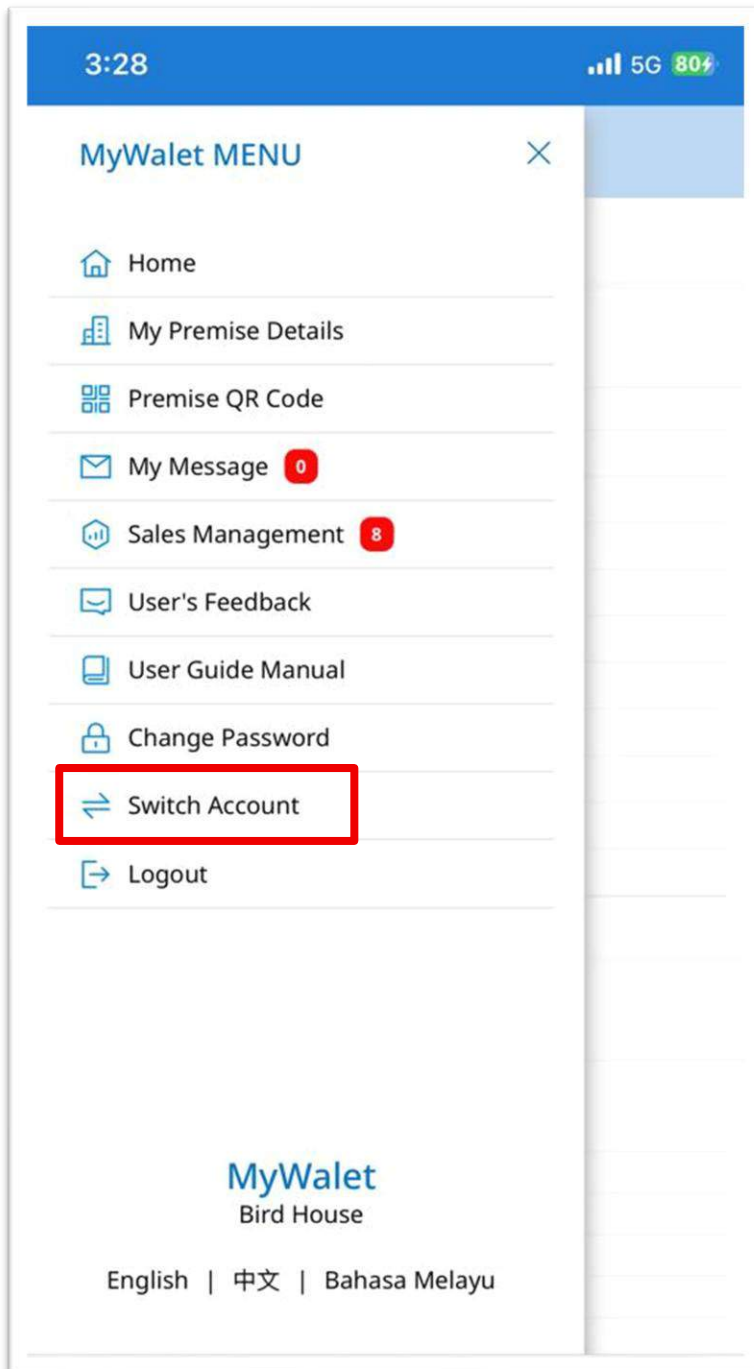 3:28 5G 80
MyWalet MENU
Home
My Premise Details
Premise QR Code
My Message 0
Sales Management 8
User's Feedback
User Guide Manual
Change Password
Switch Account
Logout
MyWalet
Bird House
English | 中文 | Bahasa Melayu